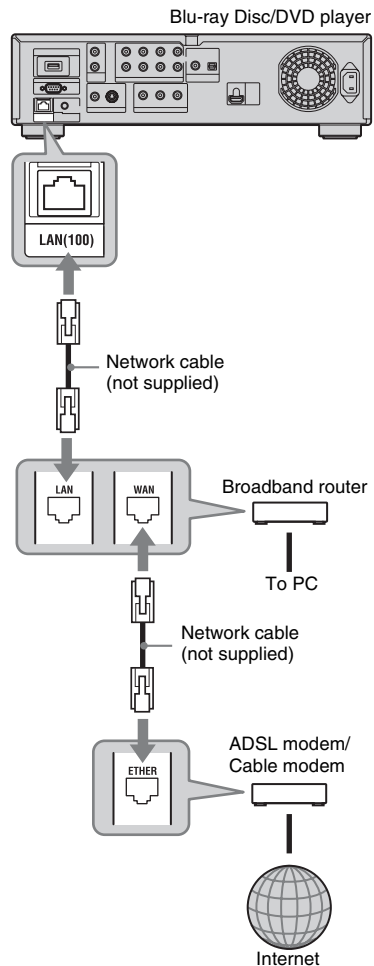 Blu-ray Disc/DVD player
LAN(100)
Network cable
(not supplied)
LAN
WAN
Broadband router
To PC
Network cable
(not supplied)
ADSL modem/
Cable modem
ETHER
Internet